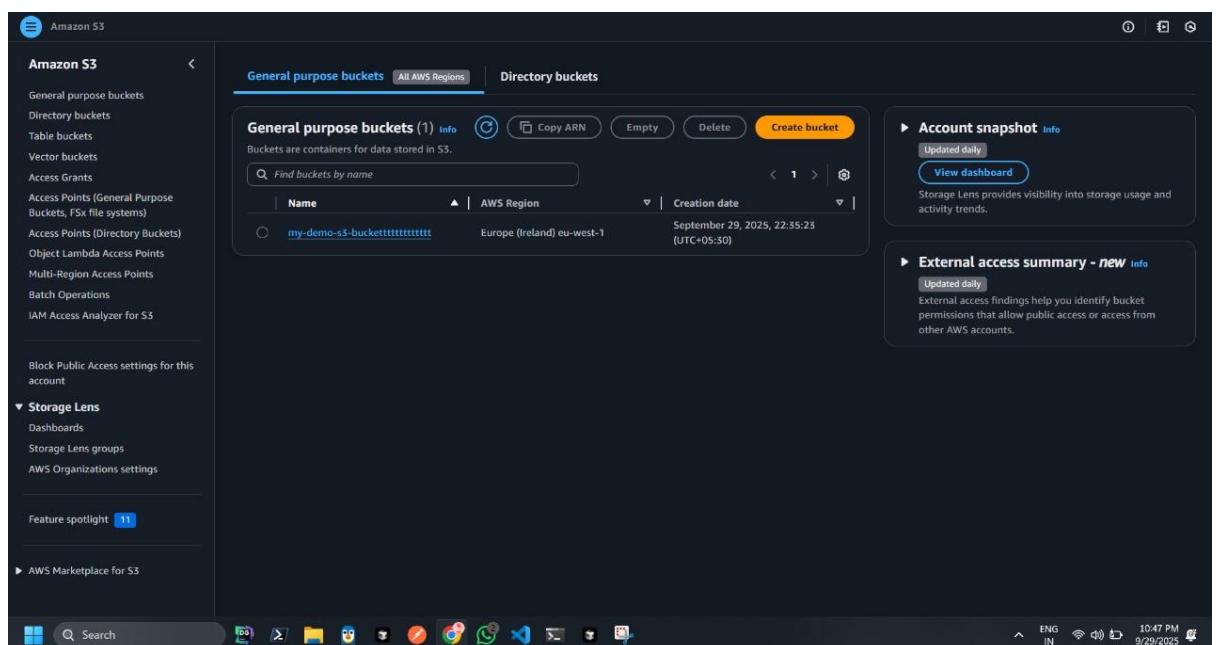 Amazon S3
Amazon S3
General purpose buckets
Directory buckets
Table buckets
Vector buckets
Access Grants
Access Points (General Purpose
Buckets, FSx file systems)
Access Points (Directory Buckets)
Object Lambda Access Points
Multi-Region Access Points
Batch Operations
IAM Access Analyzer for S3
Block Public Access settings for this
account
Storage Lens
Dashboards
Storage Lens groups
AWS Organizations settings
Feature spotlight 11
AWS Marketplace for S3
General purpose buckets All AWS Regions Directory buckets
General purpose buckets (1) Info Copy ARN Empty Delete Create bucket
Buckets are containers for data stored in S3.
Find buckets by name 1
Name AWS Region Creation date
my-demo-s3-buckettttttttttttt Europe (Ireland) eu-west-1 September 29, 2025, 22:35:23
(UTC+05:30)
Account snapshot Info
Updated daily
View dashboard
Storage Lens provides visibility into storage usage and
activity trends.
External access summary - new Info
Updated daily
External access findings help you identify bucket
permissions that allow public access or access from
other AWS accounts.
Search ENG 10:47 PM
IN 9/29/2025